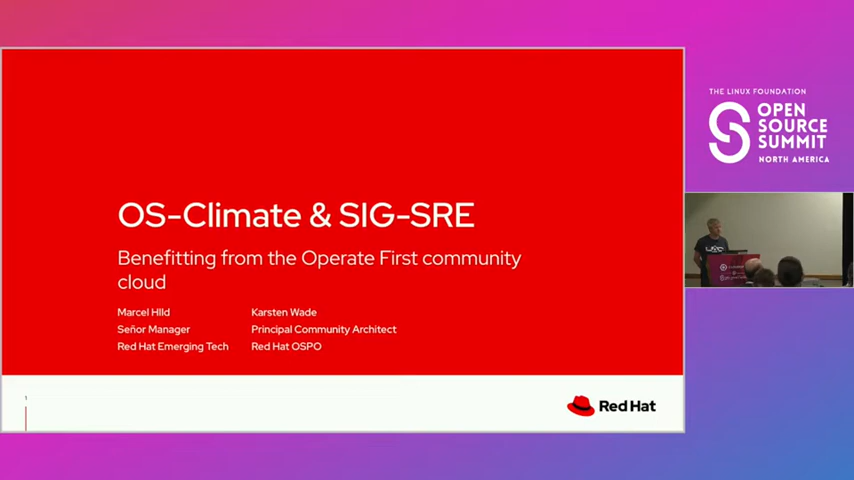 OS-Climate & SIG-SRE
Benefitting from the Operate First community
cloud
Marcel Hild
Señor Manager
Red Hat Emerging Tech
Karsten Wade
Principal Community Architect
Red Hat OSPO
1
Red Hat
THE LINUX FOUNDATION
OPEN
SOURCE
SUMMIT
NORTH AMERICA